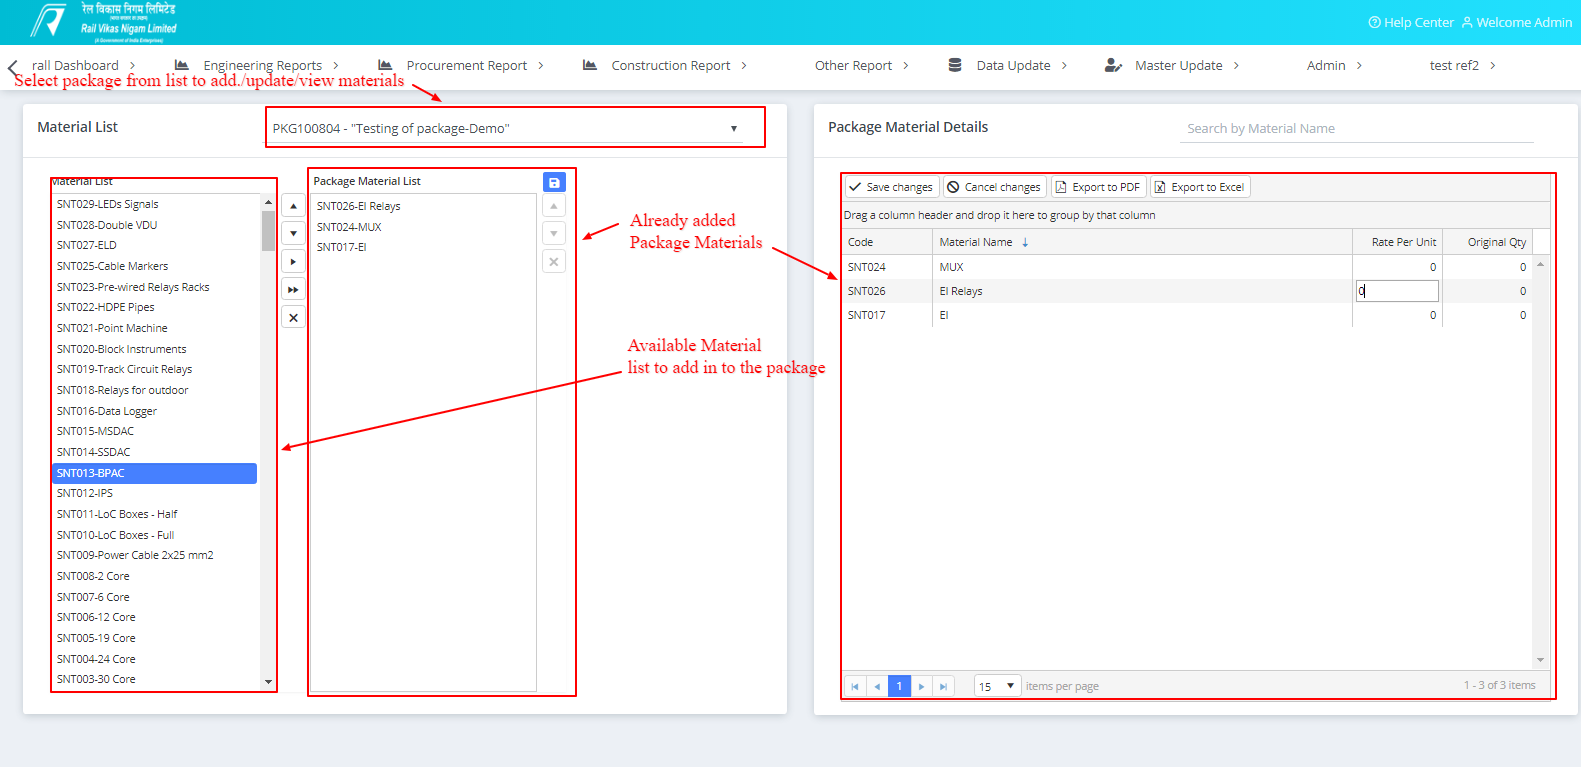 रेल विकास निगम लिमिटेड
Rail Vikas Nigam Limited
(A Government of India Enterprise)
Help Center Welcome Admin
rall Dashboard Engineering Reports Procurement Report Construction Report Other Report Data Update Master Update Admin test ref2
Select package from list to add./update/view materials
Material List
PKG100804 - "Testing of package-Demo"
Material List
SNT029-LEDs Signals
SNT028-Double VDU
SNT027-ELD
SNT025-Cable Markers
SNT023-Pre-wired Relays Racks
SNT022-HDPE Pipes
SNT021-Point Machine
SNT020-Block Instruments
SNT019-Track Circuit Relays
SNT018-Relays for outdoor
SNT016-Data Logger
SNT015-MSDAC
SNT014-SSDAC
SNT013-BPAC
SNT012-IPS
SNT011-LoC Boxes - Half
SNT010-LoC Boxes - Full
SNT009-Power Cable 2x25 mm2
SNT008-2 Core
SNT007-6 Core
SNT006-12 Core
SNT005-19 Core
SNT004-24 Core
SNT003-30 Core
Package Material List
SNT026-EI Relays
SNT024-MUX
SNT017-EI
Already added
Package Materials
Available Material
list to add in to the package
Package Material Details
Search by Material Name
Save changes Cancel changes Export to PDF Export to Excel
Drag a column header and drop it here to group by that column
Code Material Name Rate Per Unit Original Qty
SNT024 MUX 0 0
SNT026 EI Relays 0 0
SNT017 EI 0 0
1 15 items per page 1 - 3 of 3 items